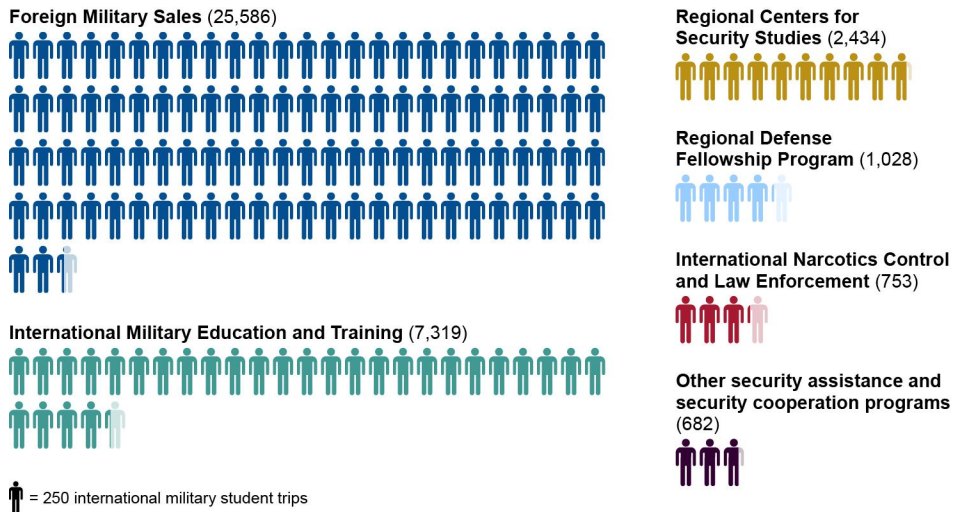 Foreign Military Sales (25,586)
International Military Education and Training (7,319)
= 250 international military student trips
Regional Centers for
Security Studies (2,434)
Regional Defense
Fellowship Program (1,028)
International Narcotics Control
and Law Enforcement (753)
Other security assistance and
security cooperation programs
(682)